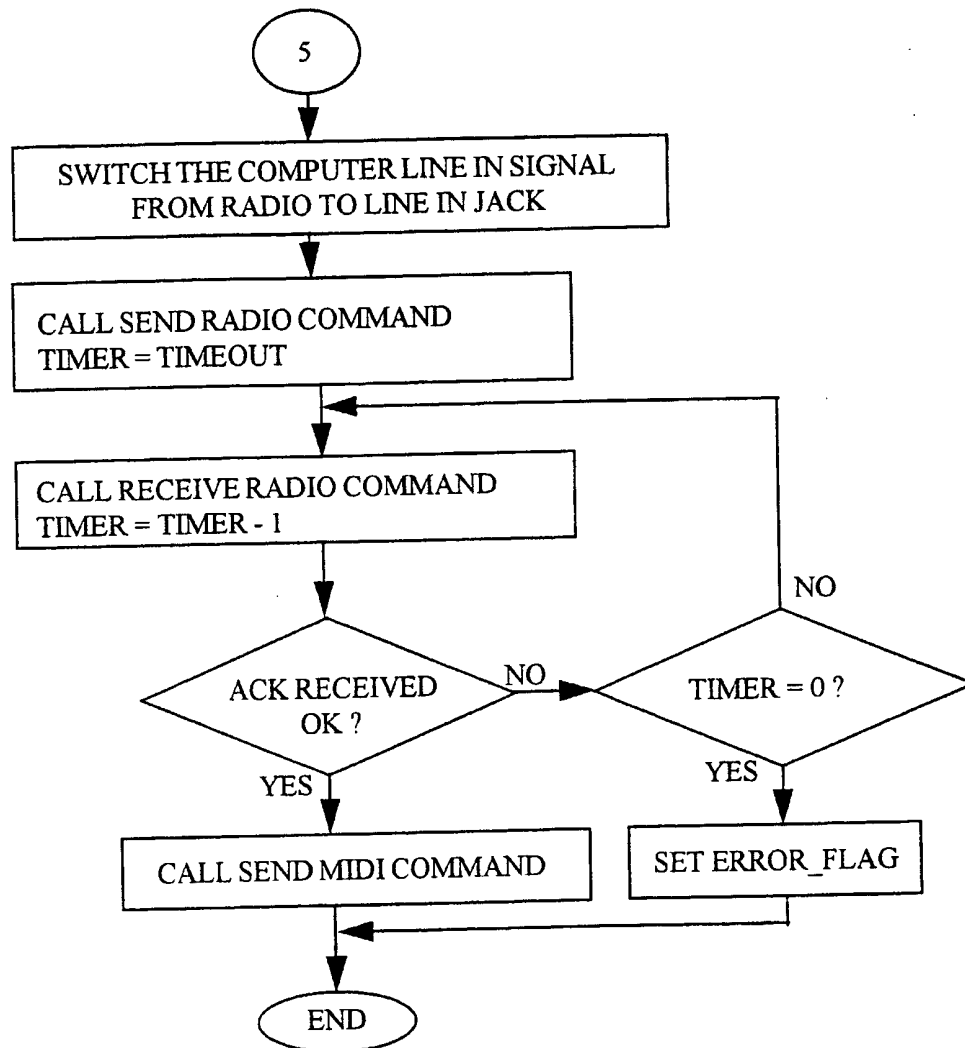 5
SWITCH THE COMPUTER LINE IN SIGNAL
FROM RADIO TO LINE IN JACK
CALL SEND RADIO COMMAND
TIMER = TIMEOUT
CALL RECEIVE RADIO COMMAND
TIMER = TIMER - 1
NO
ACK RECEIVED
OK ?
NO
TIMER = 0 ?
YES
YES
CALL SEND MIDI COMMAND
SET ERROR_FLAG
END